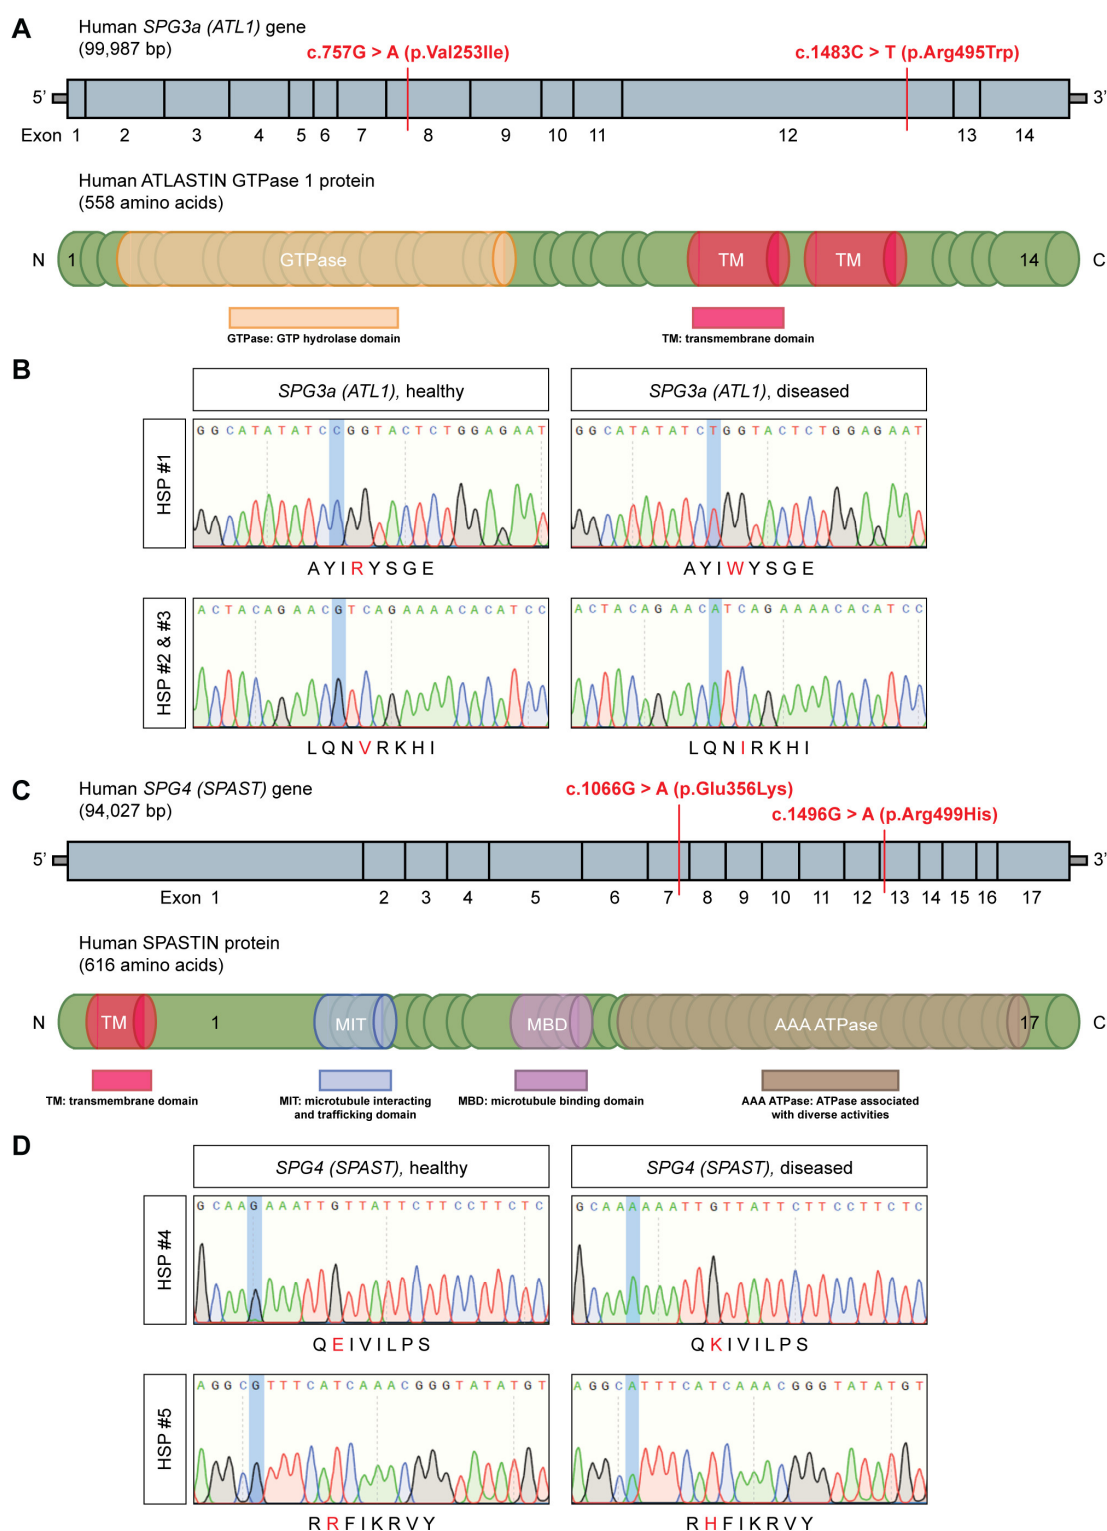 A
Human SPG3a (ATL1) gene
(99,987 bp)
c.757G > A (p.Val253Ile)
c.1483C > T (p.Arg495Trp)
5’
3’
Exon 1 2 3 4 5 6 7 8 9 10 11 12 13 14
Human ATLASTIN GTPase 1 protein
(558 amino acids)
N 1 GTPase TM TM 14 C
GTPase: GTP hydrolase domain
TM: transmembrane domain
B
SPG3a (ATL1), healthy
SPG3a (ATL1), diseased
HSP #1
GGCATATATCCGGTACTCTGGAGAAT
GGCATATATCTGGTACTCTGGAGAAT
AYIRYSGE
AYIWYSGE
HSP #2 & #3
ACTACAGAACGTCAGAAAACACATCC
ACTACAGAACATCAGAAAACACATCC
LQNVRKHI
LQNIRKHI
C
Human SPG4 (SPAST) gene
(94,027 bp)
c.1066G > A (p.Glu356Lys)
c.1496G > A (p.Arg499His)
5’
3’
Exon 1 2 3 4 5 6 7 8 9 10 11 12 13 14 15 16 17
Human SPASTIN protein
(616 amino acids)
N TM 1 MIT MBD AAA ATPase 17 C
TM: transmembrane domain
MIT: microtubule interacting
and trafficking domain
MBD: microtubule binding domain
AAA ATPase: ATPase associated
with diverse activities
D
SPG4 (SPAST), healthy
SPG4 (SPAST), diseased
HSP #4
GCAAGAAATTGTTATTCTTCCTTCTC
GCAAAAAATTGTTATTCTTCCTTCTC
QEIVILPS
QKIVILPS
HSP #5
AGGCGTTTCATCAAACGGGTATATGT
AGGCATTTCATCAAACGGGTATATGT
RRFIKRVY
RHFIKRVY